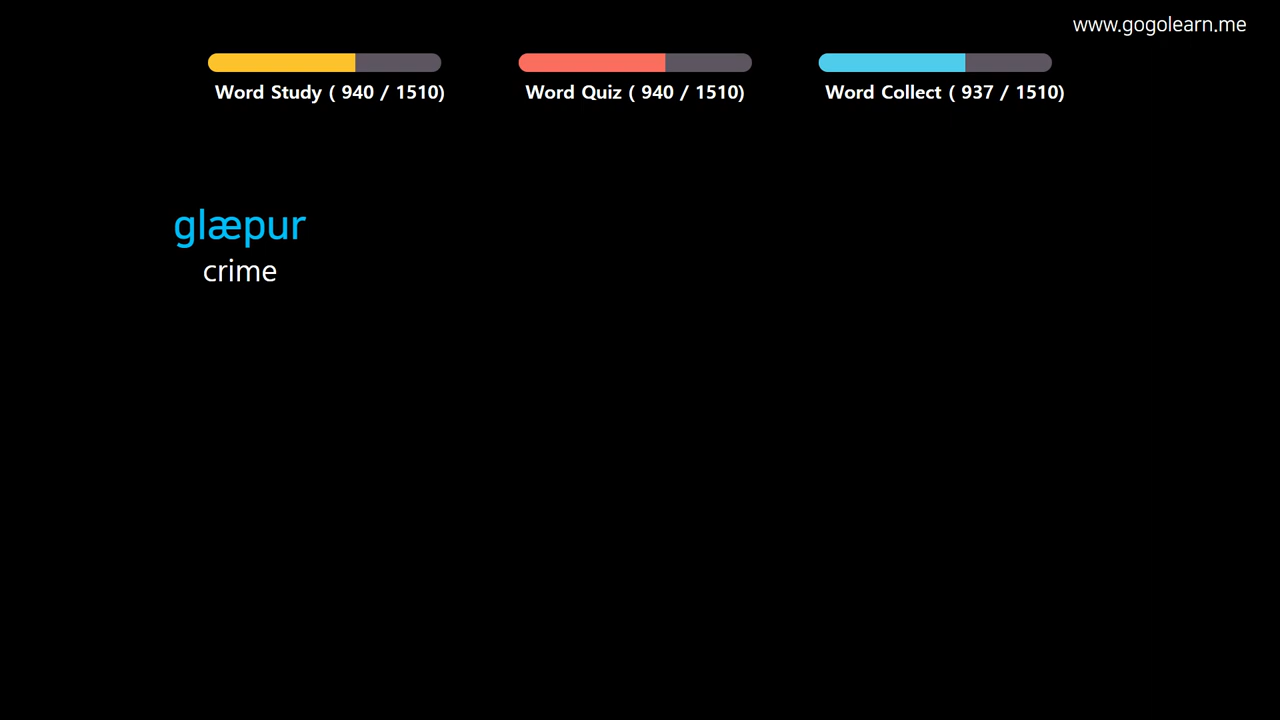 www.gogolearn.me
Word Study ( 940 / 1510)
Word Quiz ( 940 / 1510)
Word Collect ( 937 / 1510)
glæpur
crime